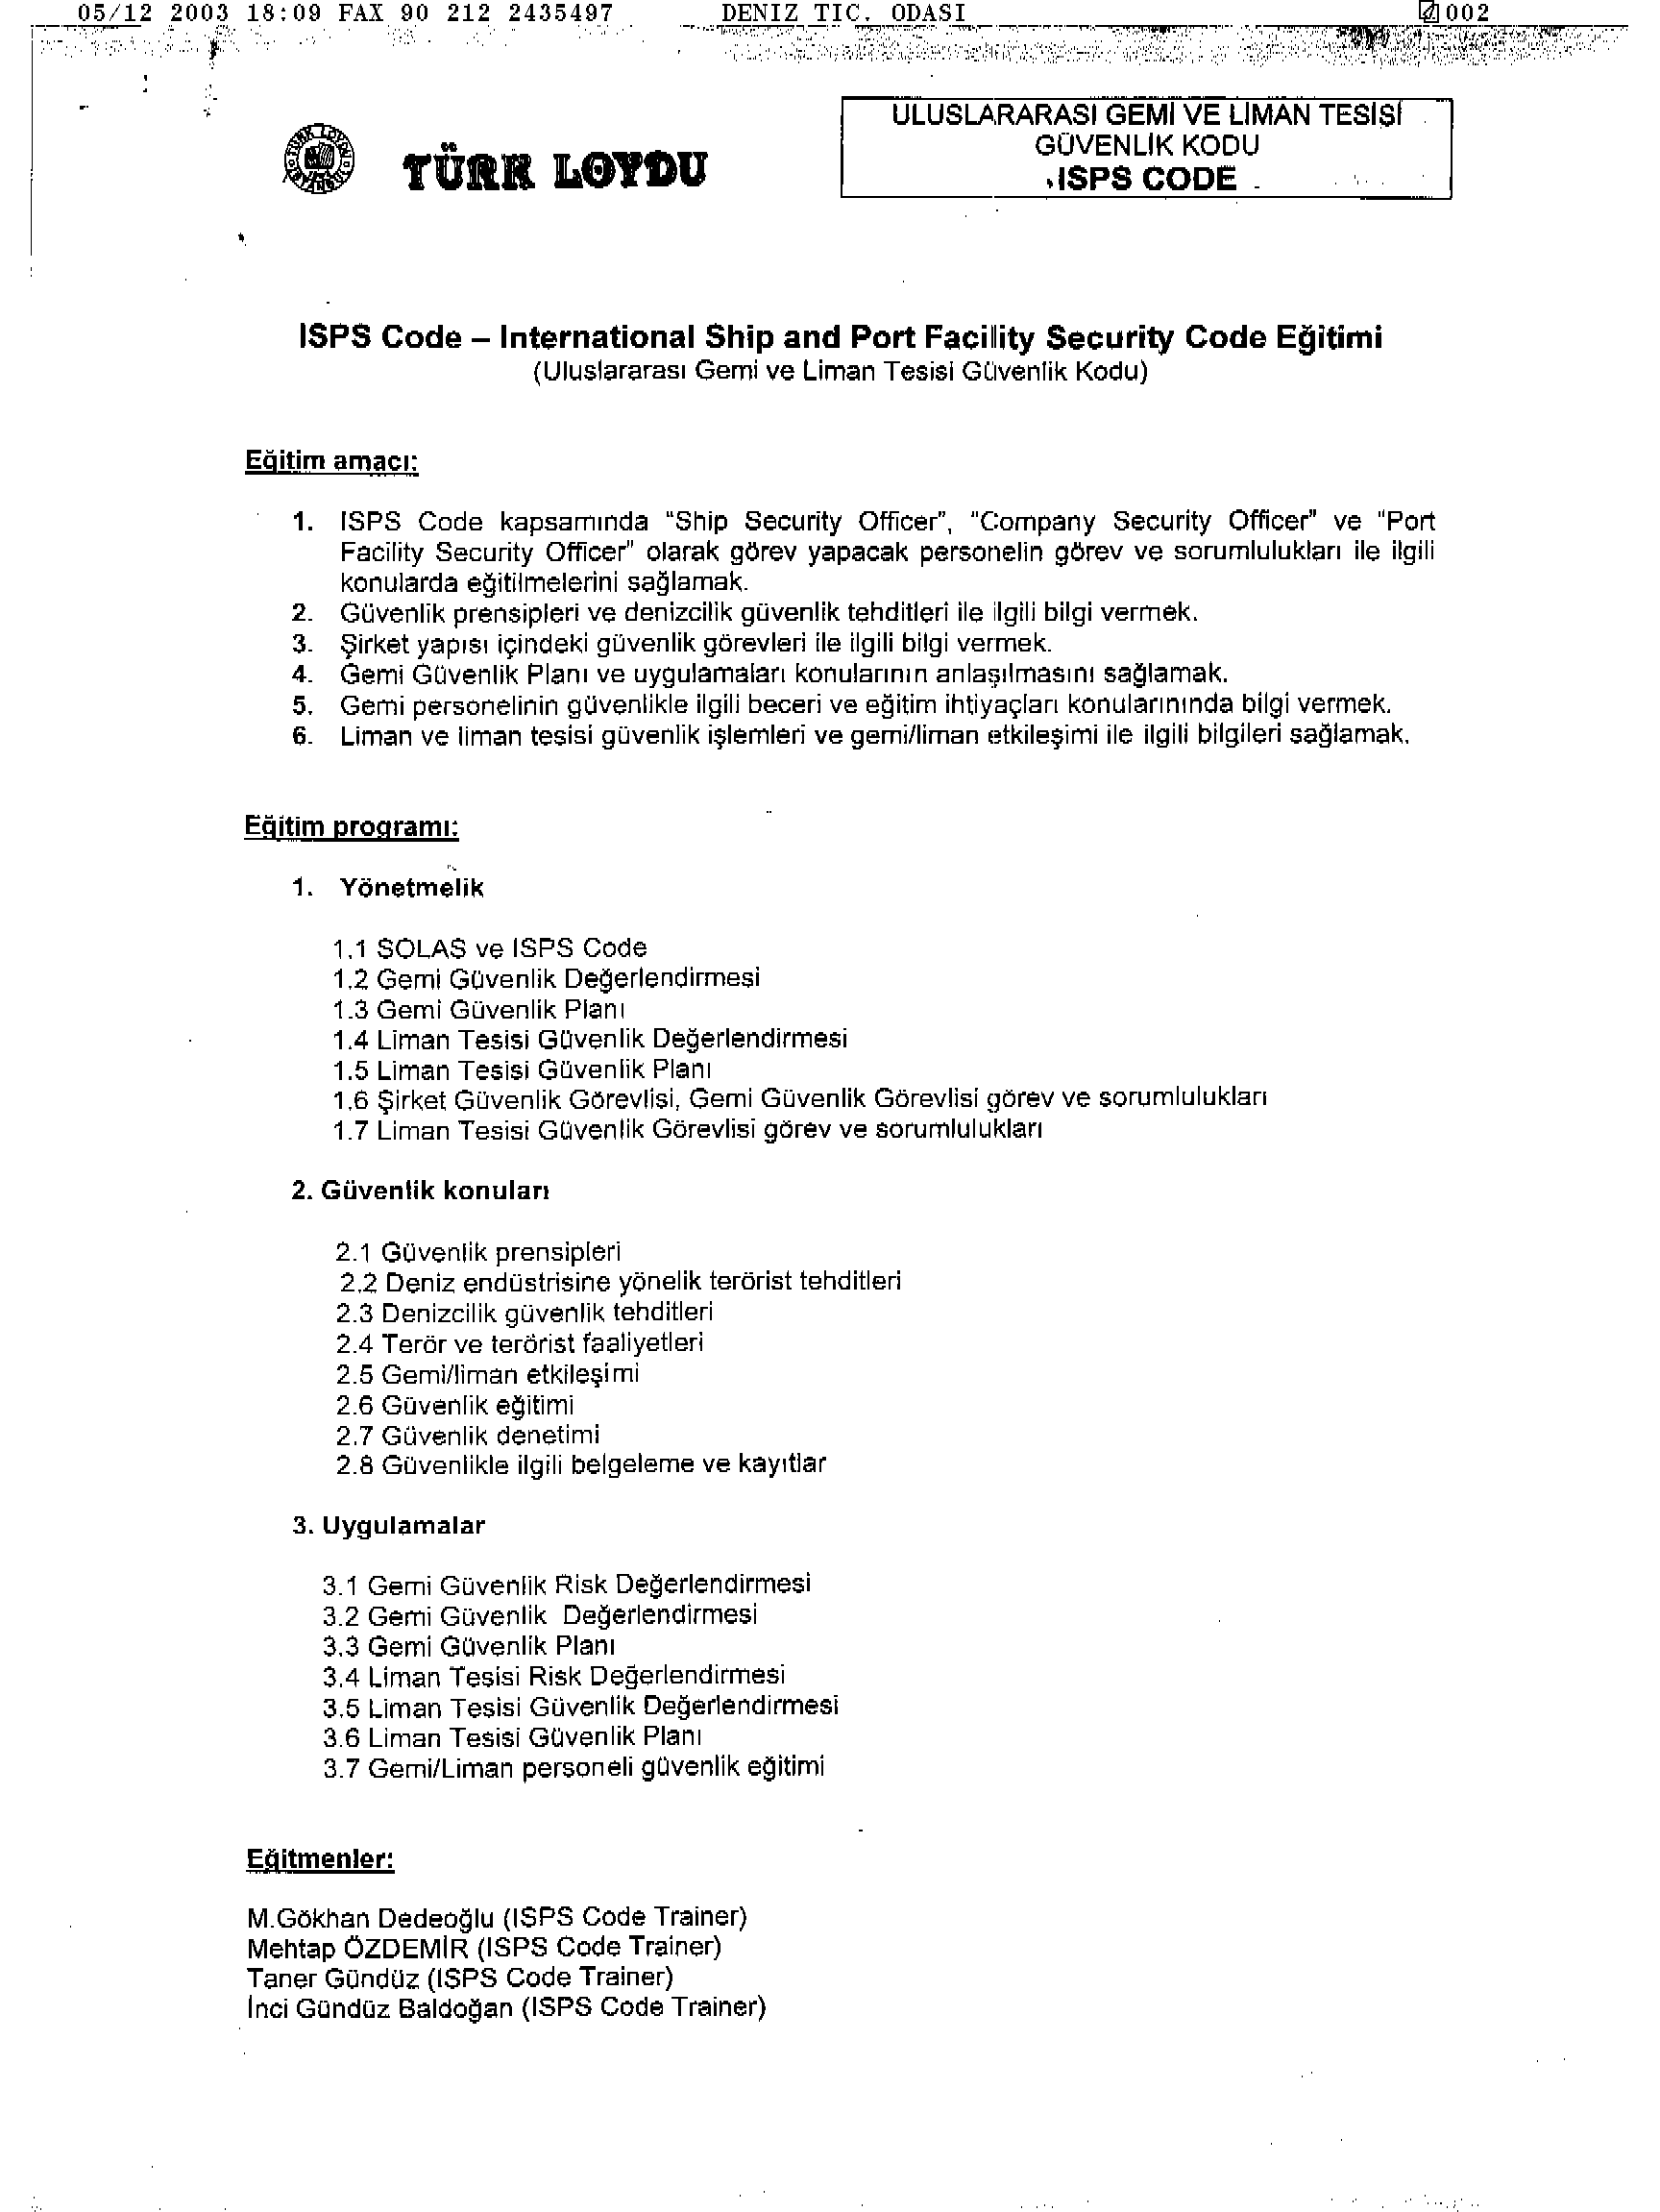 05/12 2003 18:09 FAX 90 212 2435497 DENIZ TIC. ODASI 002
TÜRK LOYDU
ULUSLARARASI GEMİ VE LİMAN TESİSİ
GÜVENLİK KODU
ISPS CODE
ISPS Code – International Ship and Port Facility Security Code Eğitimi
(Uluslararası Gemi ve Liman Tesisi Güvenlik Kodu)
Eğitim amacı:
1. ISPS Code kapsamında "Ship Security Officer", "Company Security Officer" ve "Port
Facility Security Officer" olarak görev yapacak personelin görev ve sorumlulukları ile ilgili
konularda eğitilmelerini sağlamak.
2. Güvenlik prensipleri ve denizcilik güvenlik tehditleri ile ilgili bilgi vermek.
3. Şirket yapısı içindeki güvenlik görevleri ile ilgili bilgi vermek.
4. Gemi Güvenlik Planı ve uygulamaları konularının anlaşılmasını sağlamak.
5. Gemi personelinin güvenlikle ilgili beceri ve eğitim ihtiyaçları konularınında bilgi vermek.
6. Liman ve liman tesisi güvenlik işlemleri ve gemi/liman etkileşimi ile ilgili bilgileri sağlamak.
Eğitim programı:
1. Yönetmelik
1.1 SOLAS ve ISPS Code
1.2 Gemi Güvenlik Değerlendirmesi
1.3 Gemi Güvenlik Planı
1.4 Liman Tesisi Güvenlik Değerlendirmesi
1.5 Liman Tesisi Güvenlik Planı
1.6 Şirket Güvenlik Görevlisi, Gemi Güvenlik Görevlisi görev ve sorumlulukları
1.7 Liman Tesisi Güvenlik Görevlisi görev ve sorumlulukları
2. Güvenlik konuları
2.1 Güvenlik prensipleri
2.2 Deniz endüstrisine yönelik terörist tehditleri
2.3 Denizcilik güvenlik tehditleri
2.4 Terör ve terörist faaliyetleri
2.5 Gemi/liman etkileşimi
2.6 Güvenlik eğitimi
2.7 Güvenlik denetimi
2.8 Güvenlikle ilgili belgeleme ve kayıtlar
3. Uygulamalar
3.1 Gemi Güvenlik Risk Değerlendirmesi
3.2 Gemi Güvenlik Değerlendirmesi
3.3 Gemi Güvenlik Planı
3.4 Liman Tesisi Risk Değerlendirmesi
3.5 Liman Tesisi Güvenlik Değerlendirmesi
3.6 Liman Tesisi Güvenlik Planı
3.7 Gemi/Liman personeli güvenlik eğitimi
Eğitmenler:
M.Gökhan Dedeoğlu (ISPS Code Trainer)
Mehtap ÖZDEMİR (ISPS Code Trainer)
Taner Gündüz (ISPS Code Trainer)
İnci Gündüz Baldoğan (ISPS Code Trainer)